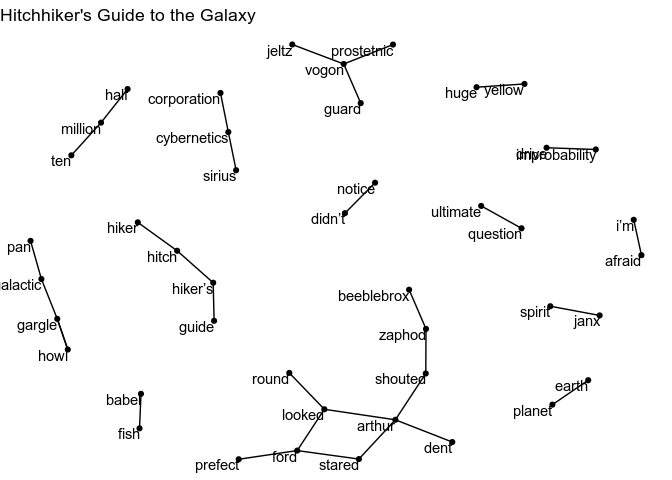 Hitchhiker's Guide to the Galaxy
jeltz
prostetnic
vogon
guard
huge
yellow
hall
million
ten
corporation
cybernetics
sirius
drive
improbability
notice
didn't
ultimate
question
i'm
afraid
hiker
hitch
hiker's
guide
pan
galactic
gargle
howl
beeblebrox
zaphod
shouted
spirit
janx
round
looked
arthur
dent
ford
stared
prefect
earth
planet
babel
fish